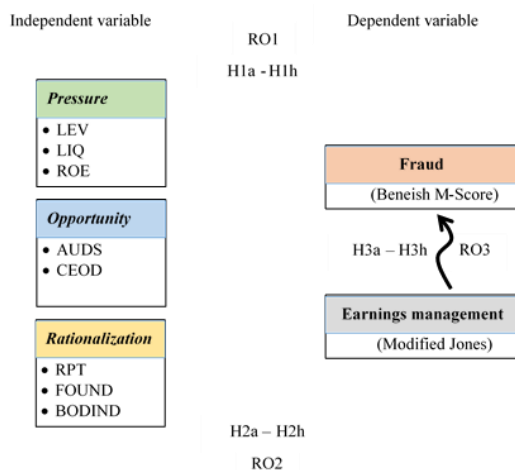 Independent variable
Dependent variable
RO1
H1a - H1h
Pressure
• LEV
• LIQ
• ROE
Opportunity
• AUDS
• CEOD
Rationalization
• RPT
• FOUND
• BODIND
Fraud
(Beneish M-Score)
H3a – H3h
RO3
Earnings management
(Modified Jones)
H2a – H2h
RO2